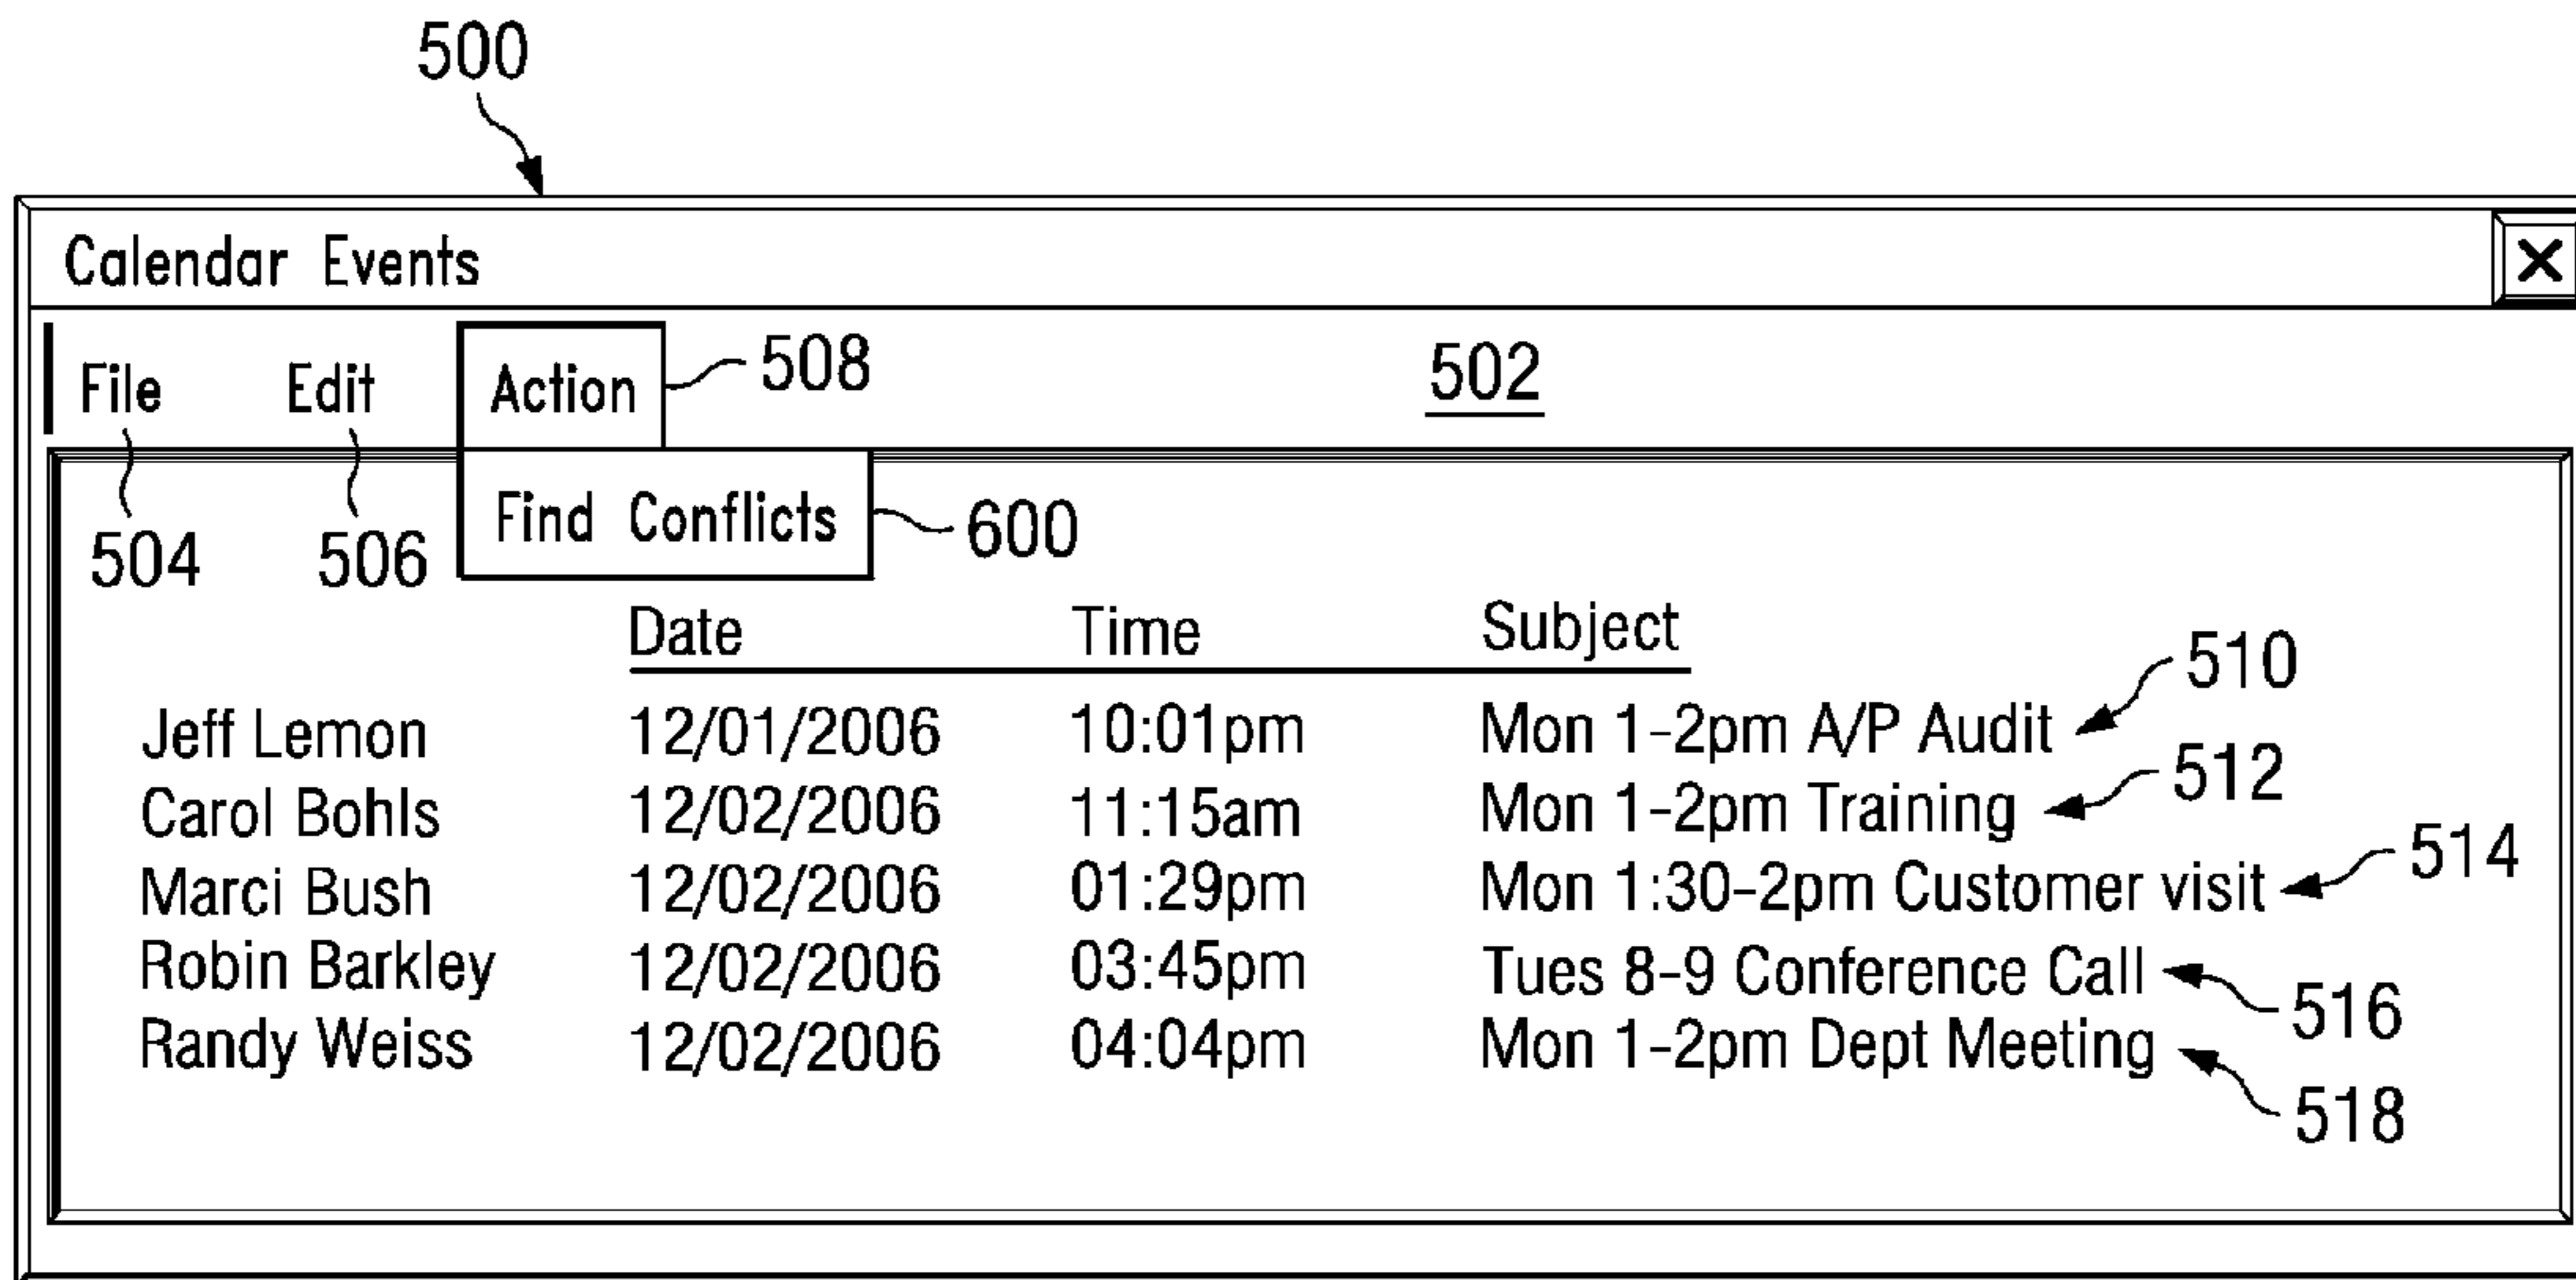 500
Calendar Events
File Edit Action 508 502
Find Conflicts 600
504 506
Date Time Subject
510
Jeff Lemon 12/01/2006 10:01pm Mon 1-2pm A/P Audit
512
Carol Bohls 12/02/2006 11:15am Mon 1-2pm Training
514
Marci Bush 12/02/2006 01:29pm Mon 1:30-2pm Customer visit
Robin Barkley 12/02/2006 03:45pm Tues 8-9 Conference Call
516
Randy Weiss 12/02/2006 04:04pm Mon 1-2pm Dept Meeting
518